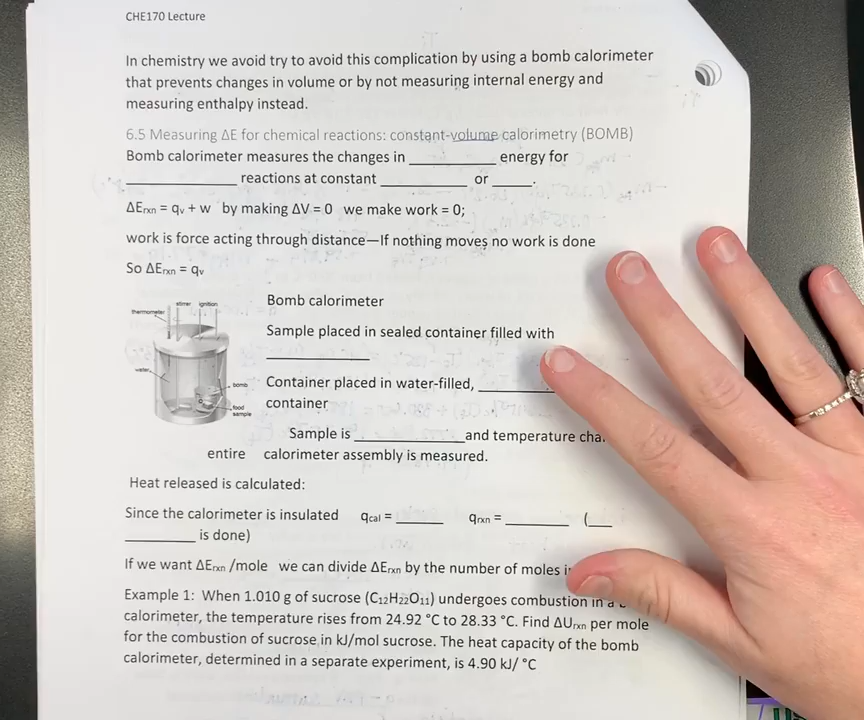 CHE170 Lecture
In chemistry we avoid try to avoid this complication by using a bomb calorimeter
that prevents changes in volume or by not measuring internal energy and
measuring enthalpy instead.
6.5 Measuring ΔE for chemical reactions: constant-volume calorimetry (BOMB)
Bomb calorimeter measures the changes in __________ energy for
_____________ reactions at constant __________ or _____.
ΔErxn = qv + w by making ΔV = 0 we make work = 0;
work is force acting through distance—If nothing moves no work is done
So ΔErxn = qv
stirrer ignition
thermometer
water
bomb
food
sample
Bomb calorimeter
Sample placed in sealed container filled with
____________
Container placed in water-filled, _________
container
Sample is _____________and temperature
entire calorimeter assembly is measured.
Heat released is calculated:
Since the calorimeter is insulated qcal = ______ qrxn = ________ (___
_________ is done)
If we want ΔErxn /mole we can divide ΔErxn by the number of moles
Example 1: When 1.010 g of sucrose (C12H22O11) undergoes combustion in a
calorimeter, the temperature rises from 24.92 °C to 28.33 °C. Find ΔUrxn per mole
for the combustion of sucrose in kJ/mol sucrose. The heat capacity of the bomb
calorimeter, determined in a separate experiment, is 4.90 kJ/ °C